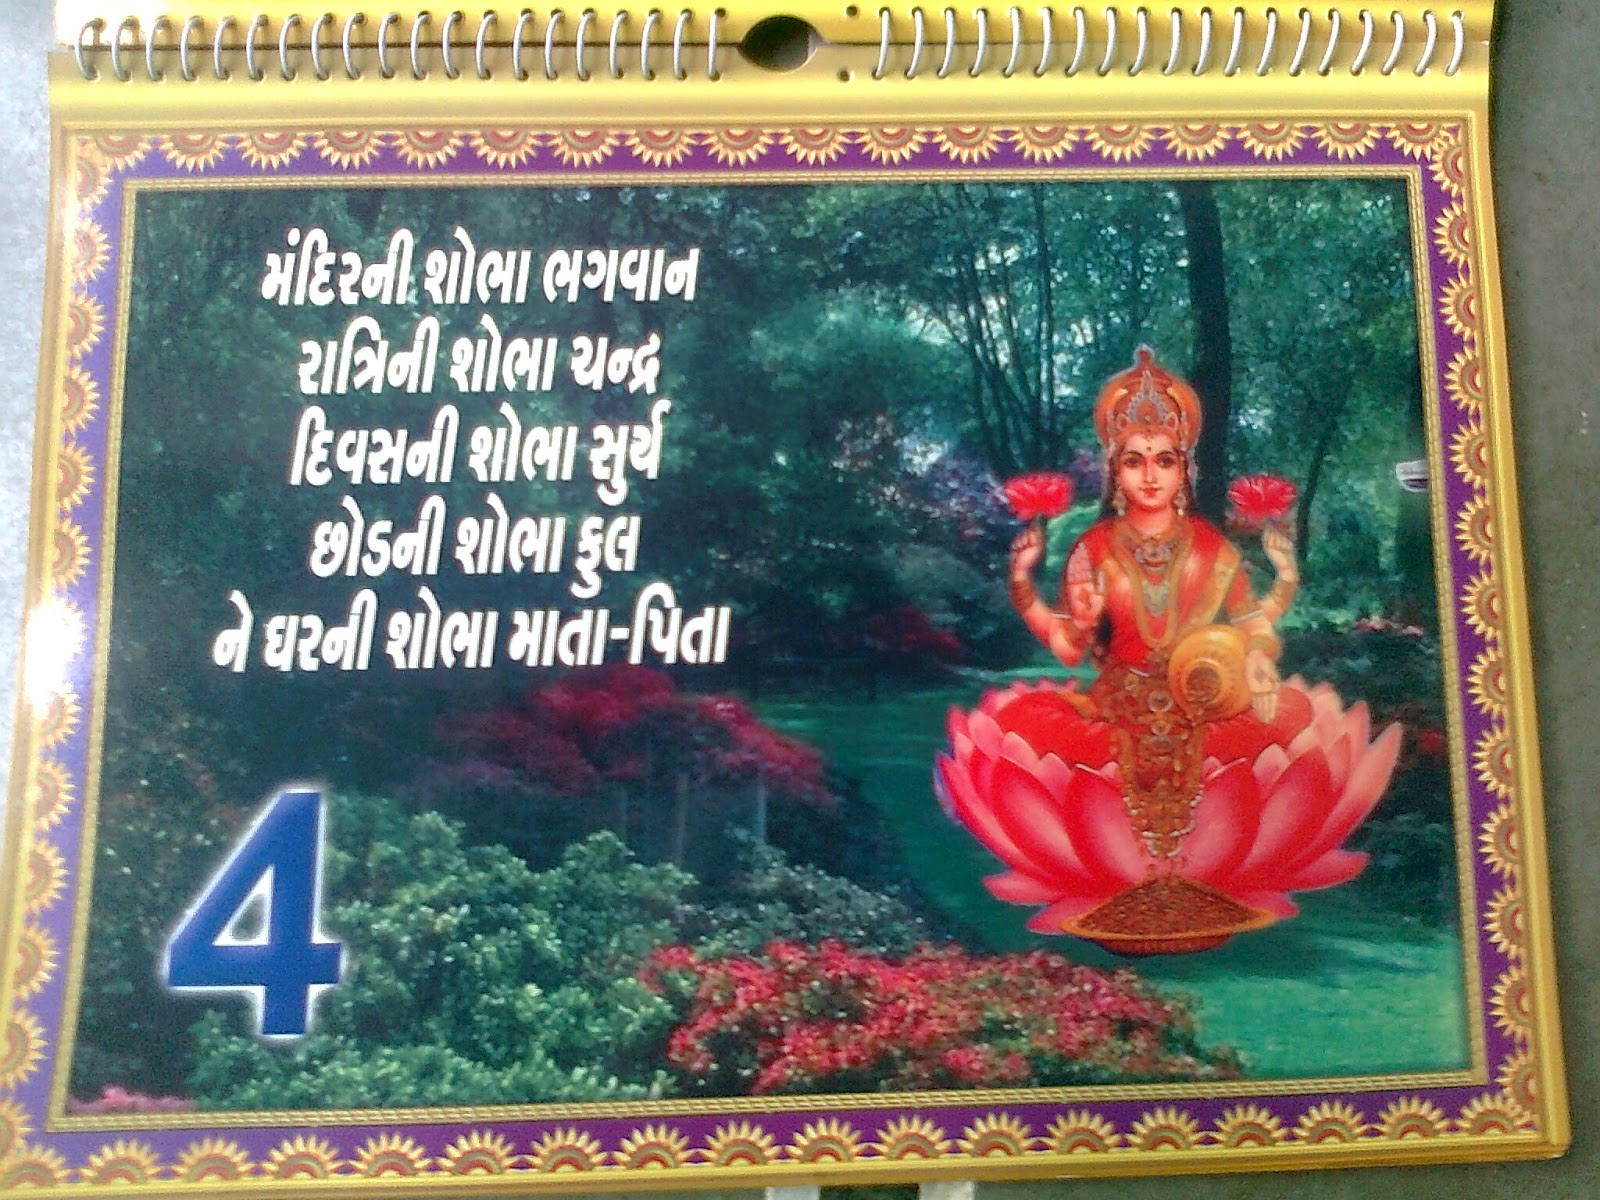 મંદિરની શોભા ભગવાન
રાત્રિની શોભા ચન્દ્ર
દિવસની શોભા સુર્ય
છોડની શોભા ફુલ
ને ઘરની શોભા માતા-પિતા
4